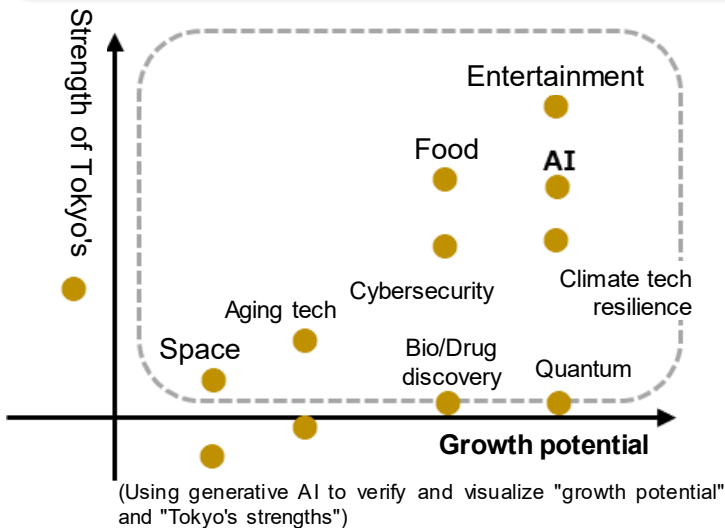 Strength of Tokyo's
Entertainment
Food
AI
Climate tech
resilience
Cybersecurity
Aging tech
Space
Bio/Drug
discovery
Quantum
Growth potential
(Using generative AI to verify and visualize "growth potential"
and "Tokyo's strengths")